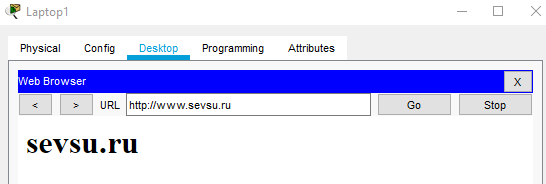 Laptop1
Physical Config Desktop Programming Attributes
Web Browser X
< > URL http://www.sevsu.ru Go Stop
sevsu.ru